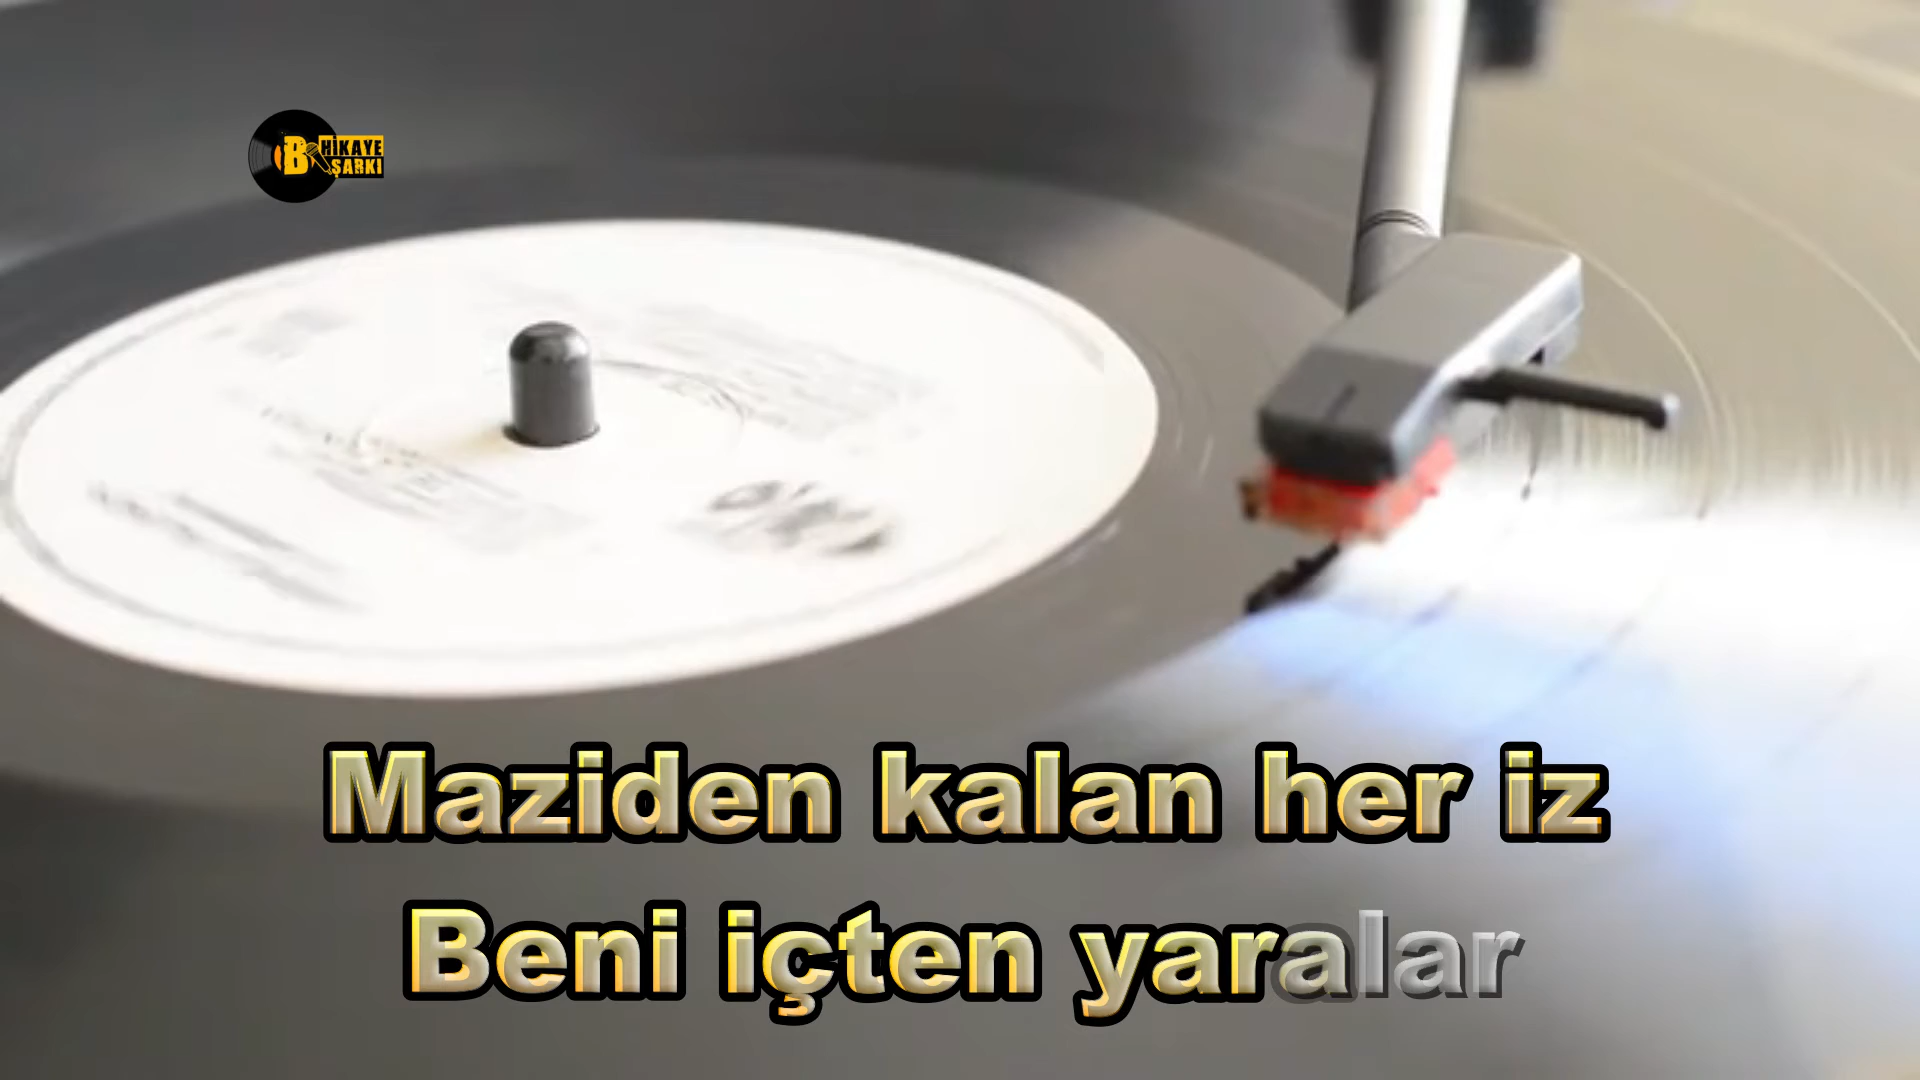 B HİKAYE
ŞARKI
Maziden kalan her iz
Beni içten yaralar